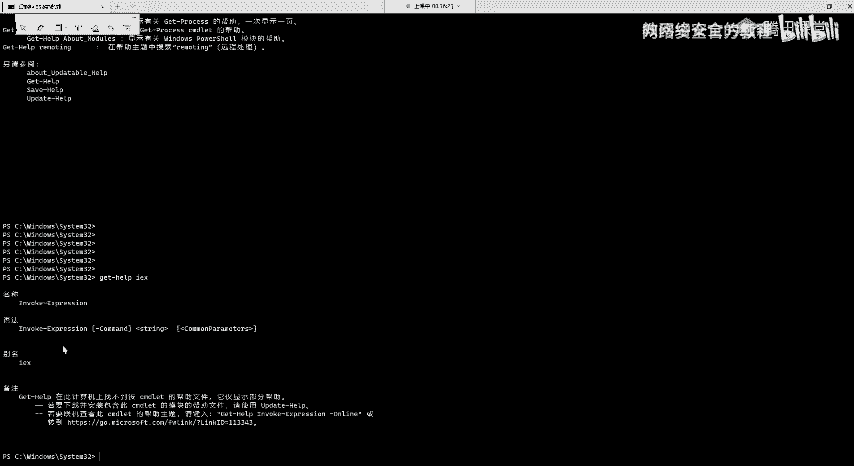 示有关 Get-Process 的帮助，一次显示一页。
Get-Process cmdlet 的帮助。
Get-Help About_Modules : 显示有关 Windows PowerShell 模块的帮助。
Get-Help remoting : 在帮助主题中搜索"remoting"(远程处理)。
另请参阅:
about_Updatable_Help
Get-Help
Save-Help
Update-Help
PS C:\Windows\System32>
PS C:\Windows\System32>
PS C:\Windows\System32>
PS C:\Windows\System32>
PS C:\Windows\System32>
PS C:\Windows\System32>
PS C:\Windows\System32> get-help iex
名称
Invoke-Expression
语法
Invoke-Expression [-Command] <string> [<CommonParameters>]
别名
iex
备注
Get-Help 在此计算机上找不到该 cmdlet 的帮助文件。它仅显示部分帮助。
-- 若要下载并安装包含此 cmdlet 的模块的帮助文件，请使用 Update-Help。
-- 若要联机查看此 cmdlet 的帮助主题，请键入: "Get-Help Invoke-Expression -Online" 或
转到 https://go.microsoft.com/fwlink/?LinkID=113343。
PS C:\Windows\System32>